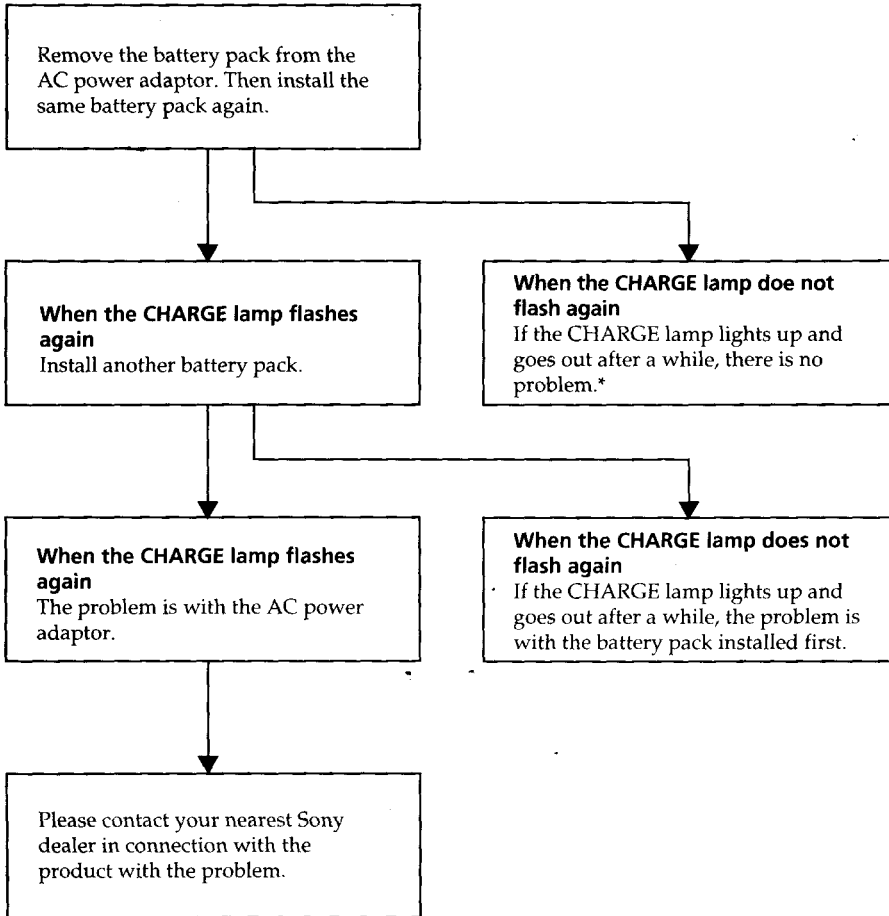 Remove the battery pack from the
AC power adaptor. Then install the
same battery pack again.
When the CHARGE lamp flashes
again
Install another battery pack.
When the CHARGE lamp doe not
flash again
If the CHARGE lamp lights up and
goes out after a while, there is no
problem.*
When the CHARGE lamp flashes
again
The problem is with the AC power
adaptor.
When the CHARGE lamp does not
flash again
If the CHARGE lamp lights up and
goes out after a while, the problem is
with the battery pack installed first.
Please contact your nearest Sony
dealer in connection with the
product with the problem.